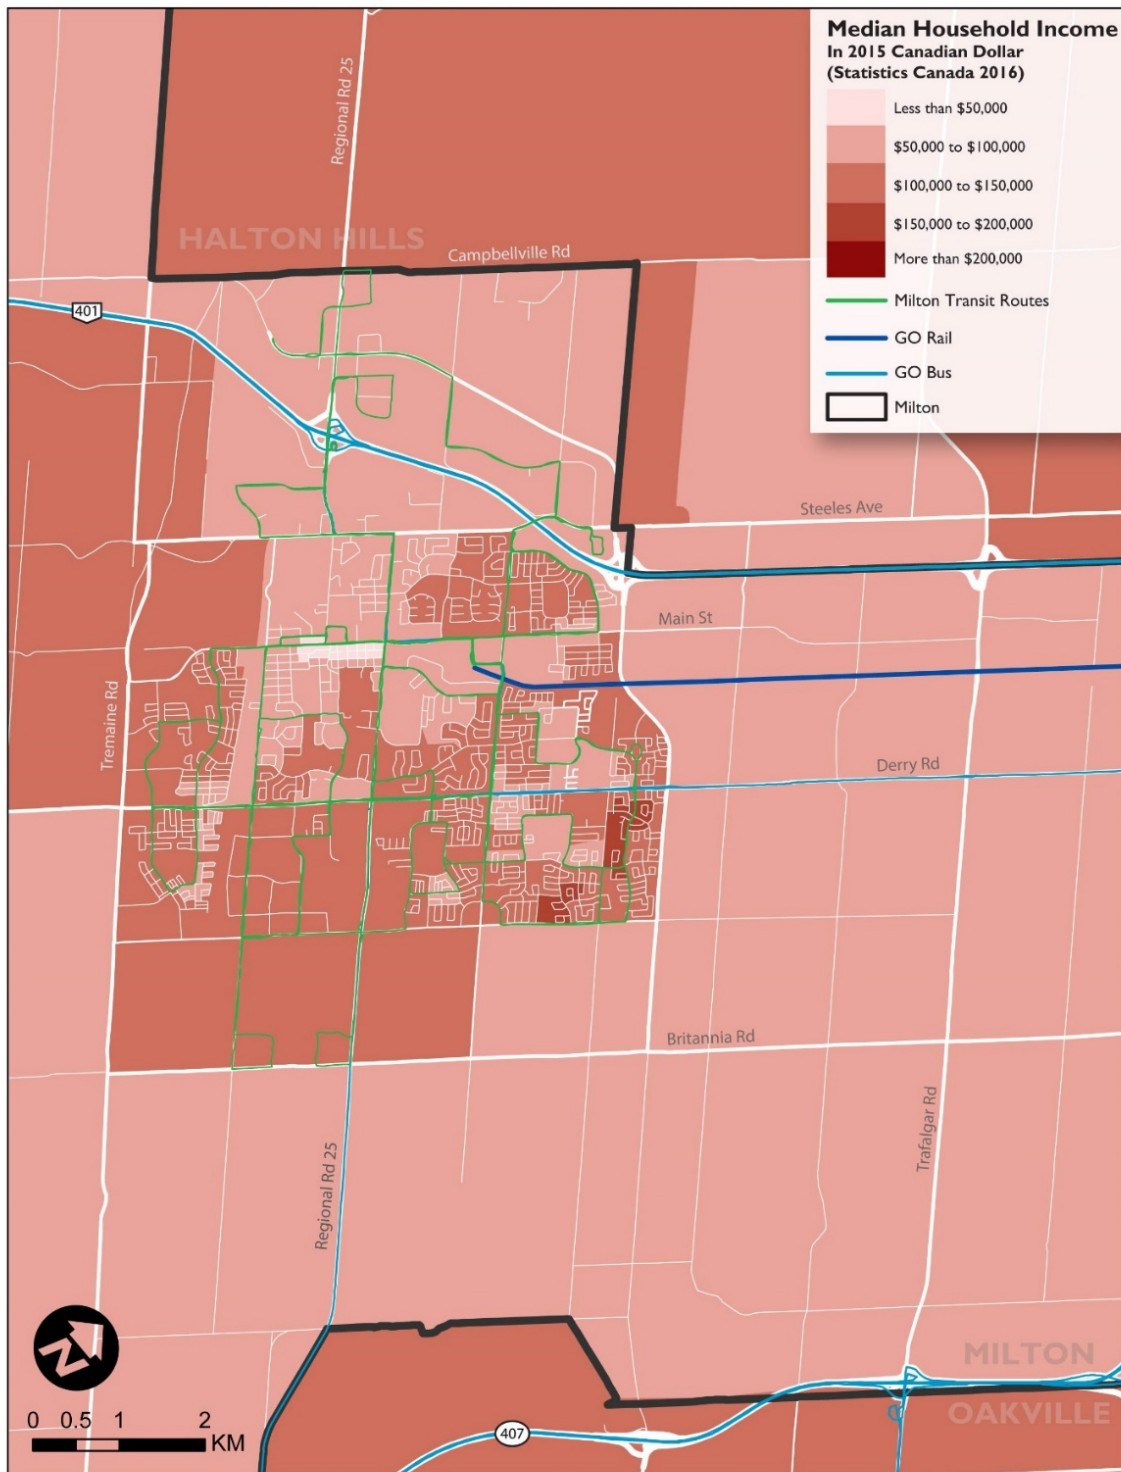 Median Household Income
In 2015 Canadian Dollar
(Statistics Canada 2016)
Less than $50,000
$50,000 to $100,000
$100,000 to $150,000
$150,000 to $200,000
More than $200,000
Milton Transit Routes
GO Rail
GO Bus
Milton
Regional Rd 25
HALTON HILLS
Campbellville Rd
401
Steeles Ave
Main St
Tremaine Rd
Derry Rd
Britannia Rd
Trafalgar Rd
Regional Rd 25
N
MILTON
OAKVILLE
0 0.5 1 2
KM
407